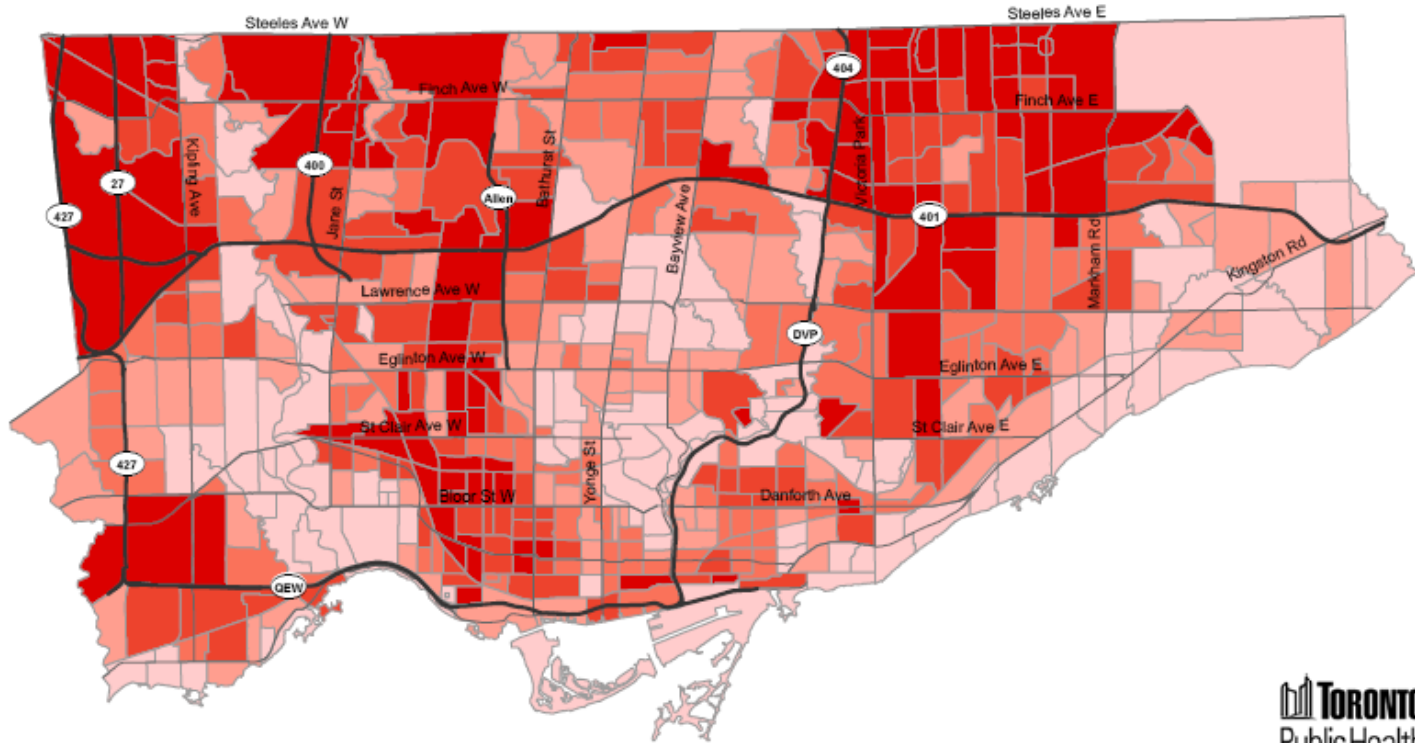 Steeles Ave W
Steeles Ave E
404
Finch Ave W
Finch Ave E
Kipling Ave
400
Bathurst St
Victoria Park
27
Jane St
Allen
427
401
Bayview Ave
Markham Rd
Kingston Rd
Lawrence Ave W
DVP
Eglinton Ave W
Eglinton Ave E
St Clair Ave W
St Clair Ave E
427
Yonge St
Bloor St W
Danforth Ave
QEW
TORONTO
Public Health